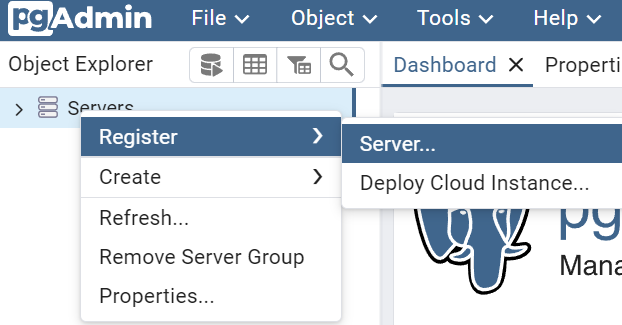 pgAdmin File Object Tools Help
Object Explorer Dashboard Properti
Servers
Register Server...
Create Deploy Cloud Instance...
Refresh... pg
Remove Server Group Mana
Properties...